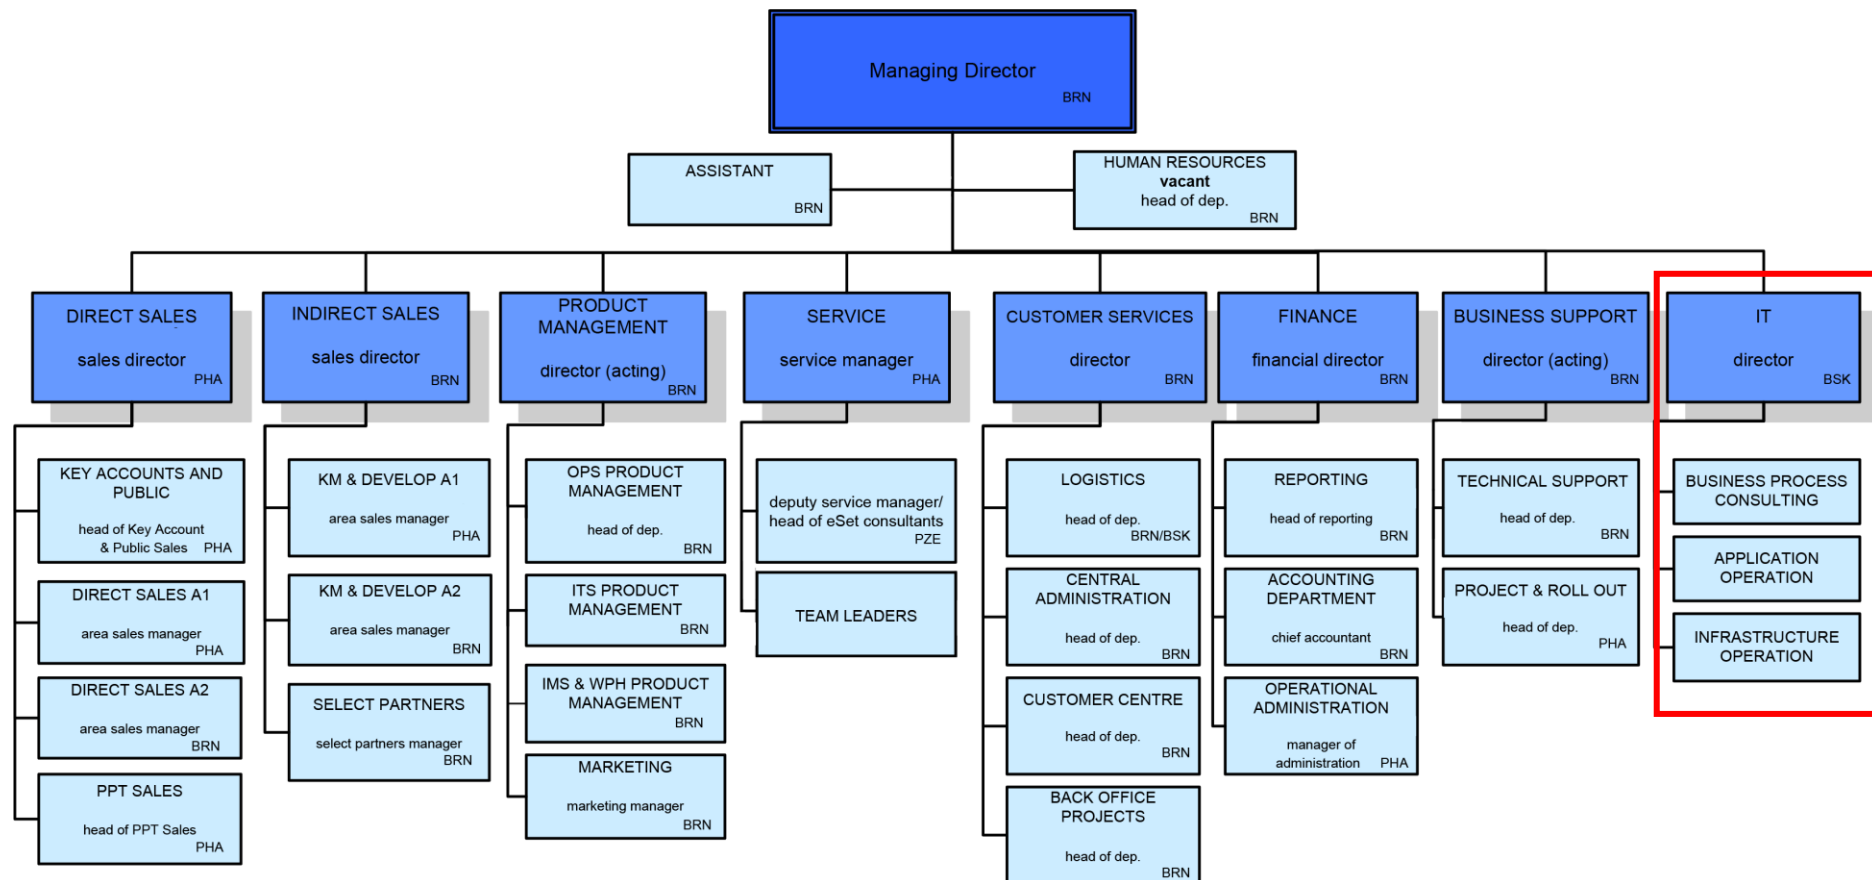 Managing Director
BRN
ASSISTANT
BRN
HUMAN RESOURCES
vacant
head of dep.
BRN
DIRECT SALES
sales director
PHA
INDIRECT SALES
sales director
BRN
PRODUCT
MANAGEMENT
director (acting)
BRN
SERVICE
service manager
PHA
CUSTOMER SERVICES
director
BRN
FINANCE
financial director
BRN
BUSINESS SUPPORT
director (acting)
BRN
IT
director
BSK
KEY ACCOUNTS AND
PUBLIC
head of Key Account
& Public Sales PHA
DIRECT SALES A1
area sales manager
PHA
DIRECT SALES A2
area sales manager
BRN
PPT SALES
head of PPT Sales
PHA
KM & DEVELOP A1
area sales manager
PHA
KM & DEVELOP A2
area sales manager
BRN
SELECT PARTNERS
select partners manager
BRN
OPS PRODUCT
MANAGEMENT
head of dep.
BRN
ITS PRODUCT
MANAGEMENT
BRN
IMS & WPH PRODUCT
MANAGEMENT
BRN
MARKETING
marketing manager
BRN
deputy service manager/
head of eSet consultants
PZE
TEAM LEADERS
LOGISTICS
head of dep.
BRN/BSK
CENTRAL
ADMINISTRATION
head of dep.
BRN
CUSTOMER CENTRE
head of dep.
BRN
BACK OFFICE
PROJECTS
head of dep.
BRN
REPORTING
head of reporting
BRN
ACCOUNTING
DEPARTMENT
chief accountant
BRN
OPERATIONAL
ADMINISTRATION
manager of
administration PHA
TECHNICAL SUPPORT
head of dep.
BRN
PROJECT & ROLL OUT
head of dep.
PHA
BUSINESS PROCESS
CONSULTING
APPLICATION
OPERATION
INFRASTRUCTURE
OPERATION